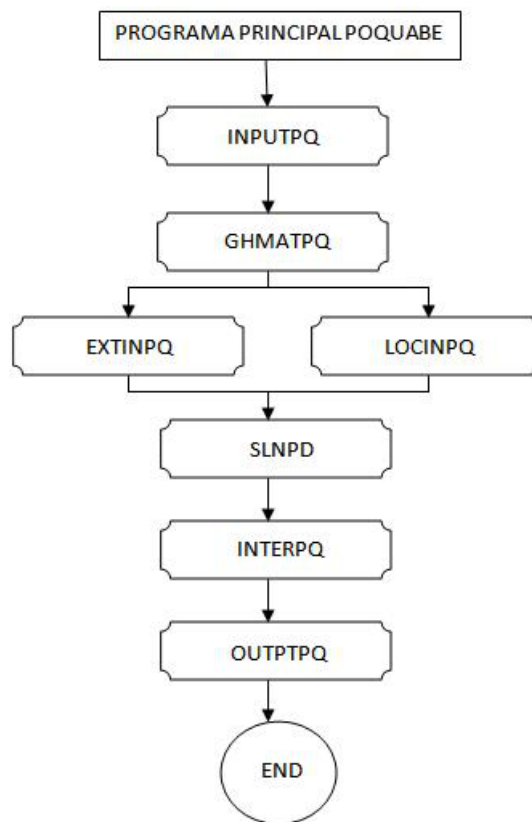 PROGRAMA PRINCIPAL POQUABE
INPUTPQ
GHMATPQ
EXTINPQ
LOCINPQ
SLNPD
INTERPQ
OUTPTPQ
END